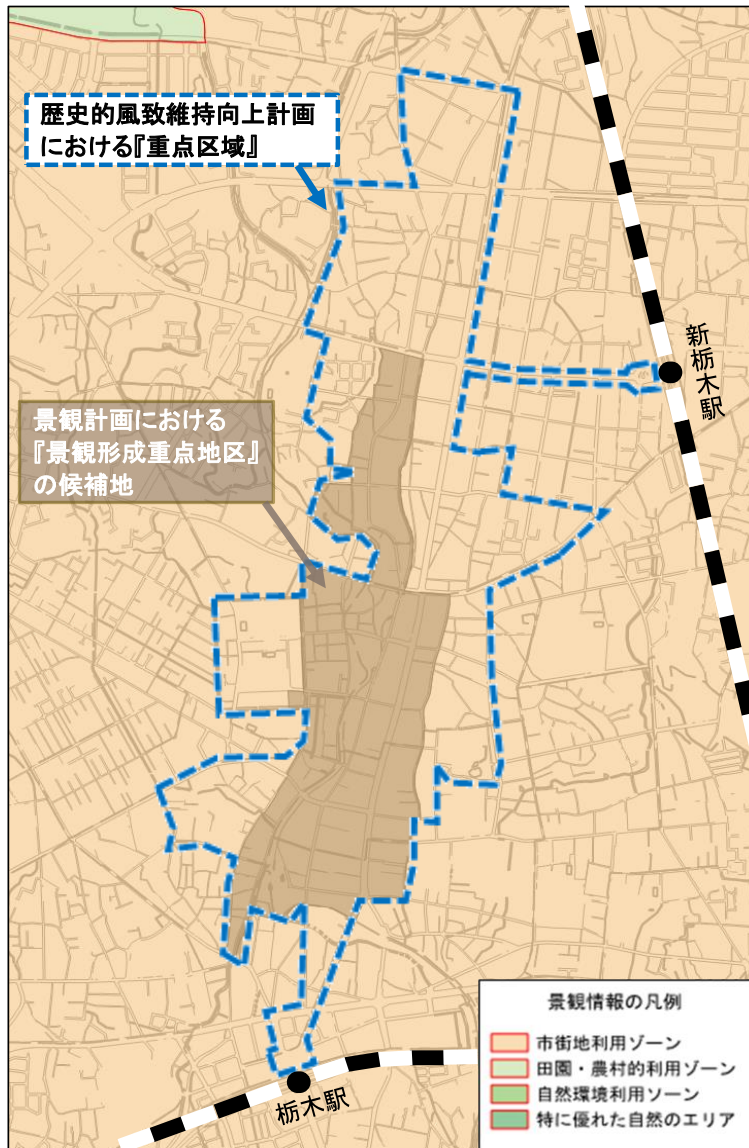 歴史的風致維持向上計画
における『重点区域』
新栃木駅
景観計画における
『景観形成重点地区』
の候補地
景観情報の凡例
市街地利用ゾーン
田園・農村的利用ゾーン
自然環境利用ゾーン
特に優れた自然のエリア
栃木駅